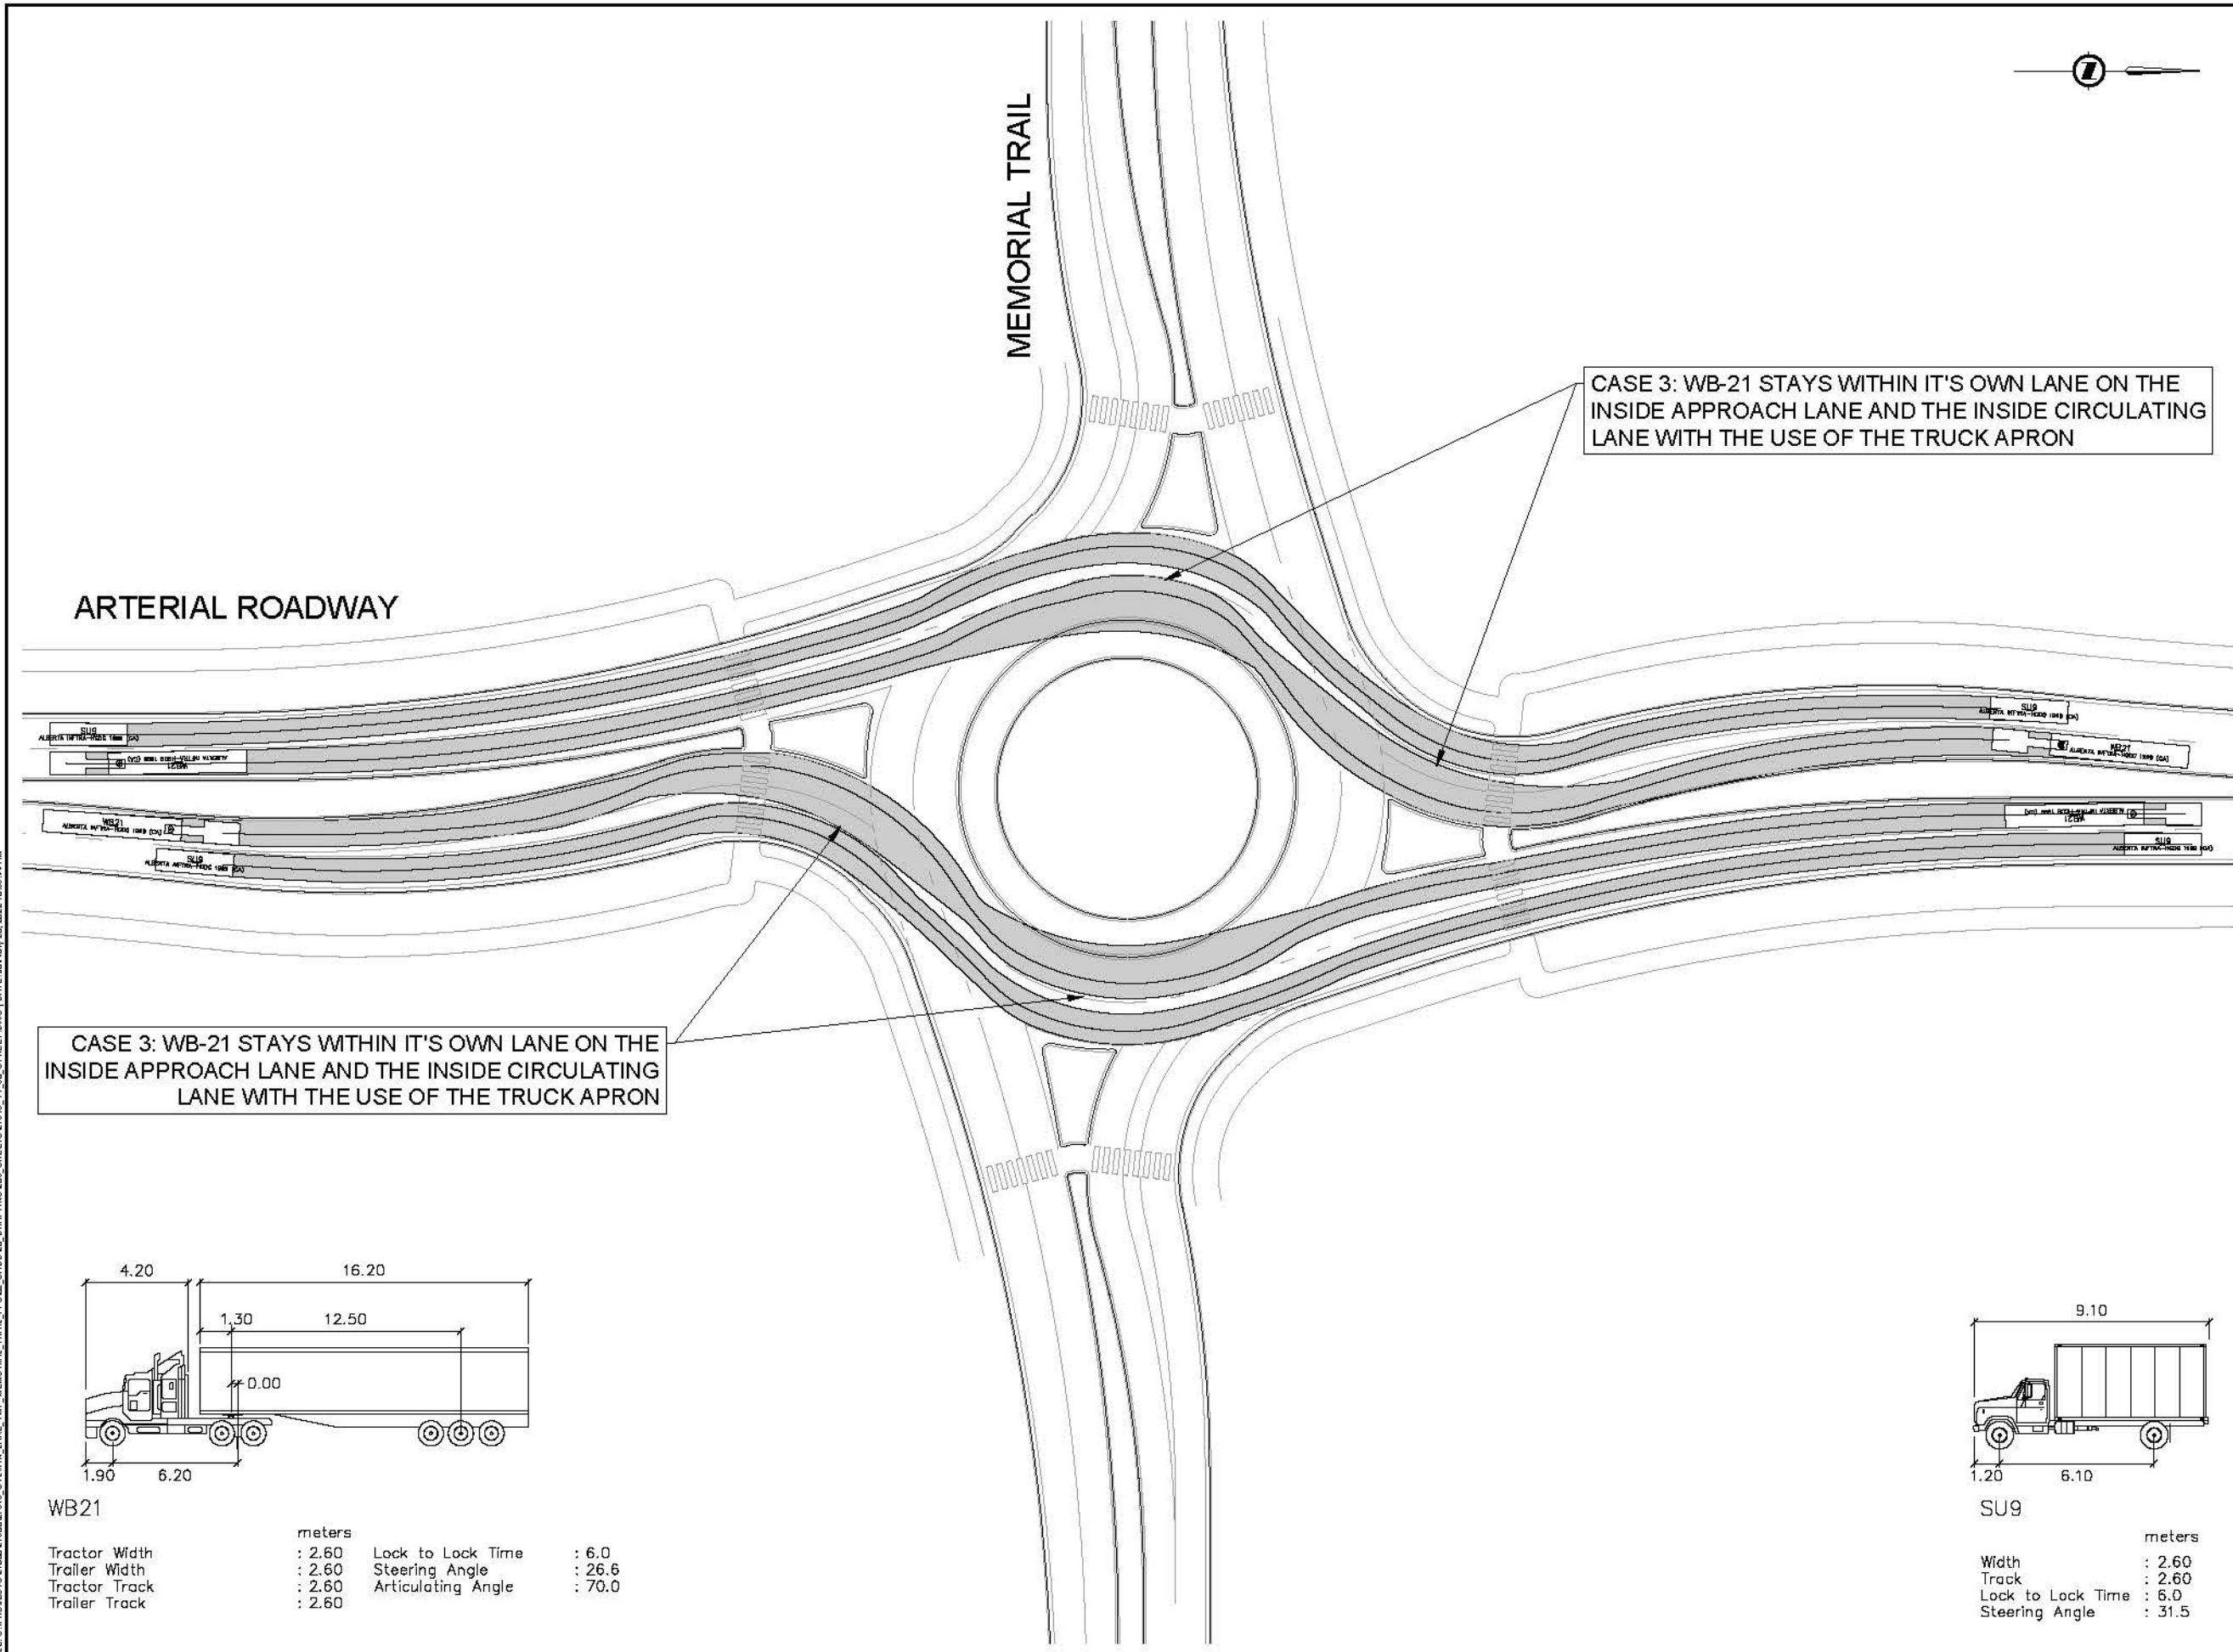 Z
MEMORIAL TRAIL
CASE 3: WB-21 STAYS WITHIN IT'S OWN LANE ON THE
INSIDE APPROACH LANE AND THE INSIDE CIRCULATING
LANE WITH THE USE OF THE TRUCK APRON
ARTERIAL ROADWAY
SU9
WB21
WB21
SU9
SU9
WB21
WB21
SU9
CASE 3: WB-21 STAYS WITHIN IT'S OWN LANE ON THE
INSIDE APPROACH LANE AND THE INSIDE CIRCULATING
LANE WITH THE USE OF THE TRUCK APRON
4.20 16.20
1.30 12.50
0.00
1.90 6.20
WB21
meters
Tractor Width : 2.60 Lock to Lock Time : 6.0
Trailer Width : 2.60 Steering Angle : 26.6
Tractor Track : 2.60 Articulating Angle : 70.0
Trailer Track : 2.60
9.10
1.20 6.10
SU9
meters
Width : 2.60
Track : 2.60
Lock to Lock Time : 6.0
Steering Angle : 31.5